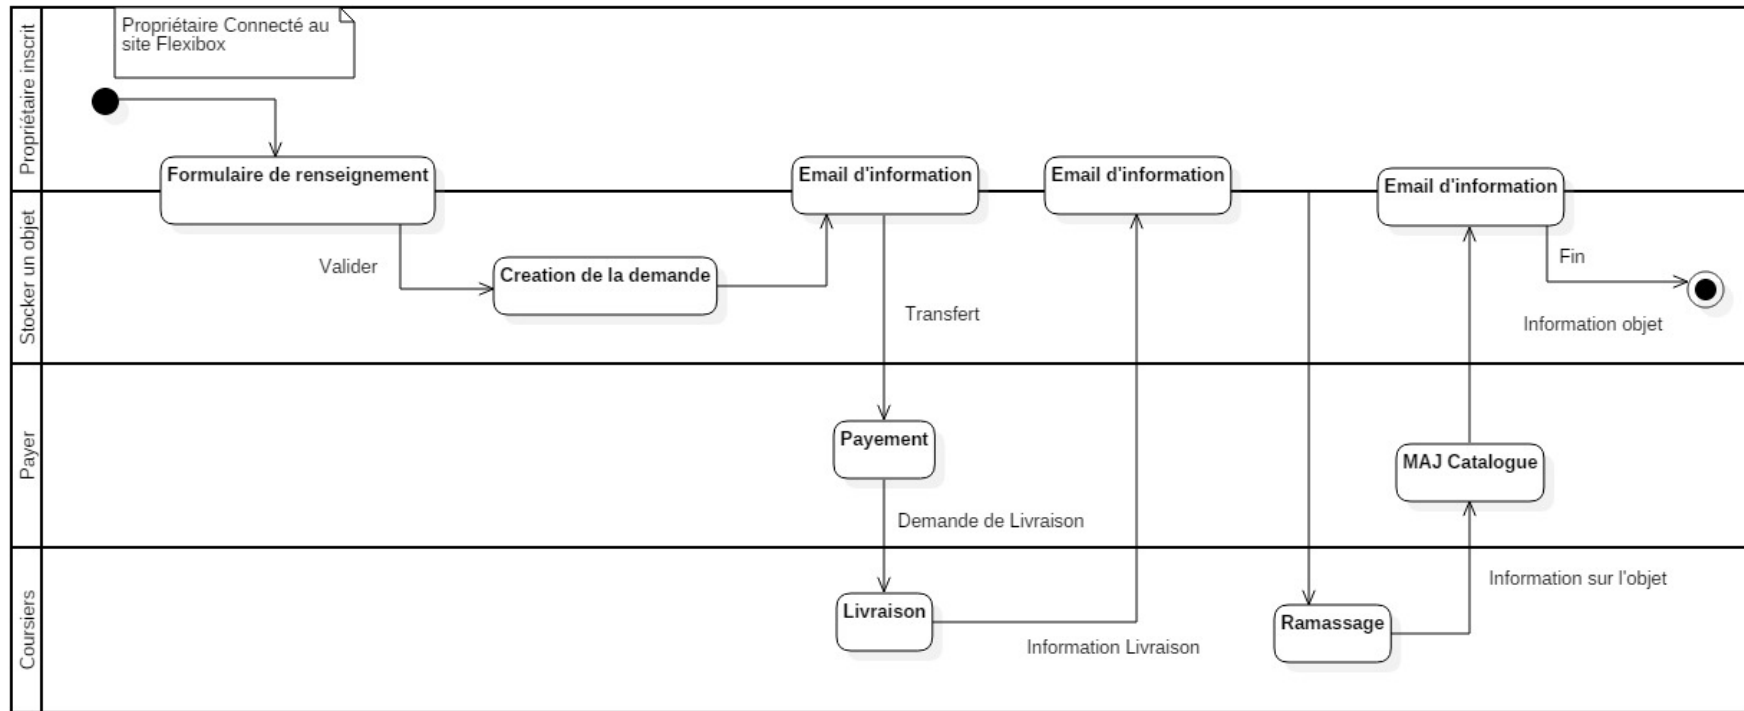 Propriétaire inscrit
Propriétaire Connecté au
site Flexibox
Formulaire de renseignement
Email d'information
Email d'information
Email d'information
Stocker un objet
Valider
Creation de la demande
Transfert
Fin
Information objet
Payer
Payement
MAJ Catalogue
Demande de Livraison
Coursiers
Livraison
Information Livraison
Ramassage
Information sur l'objet